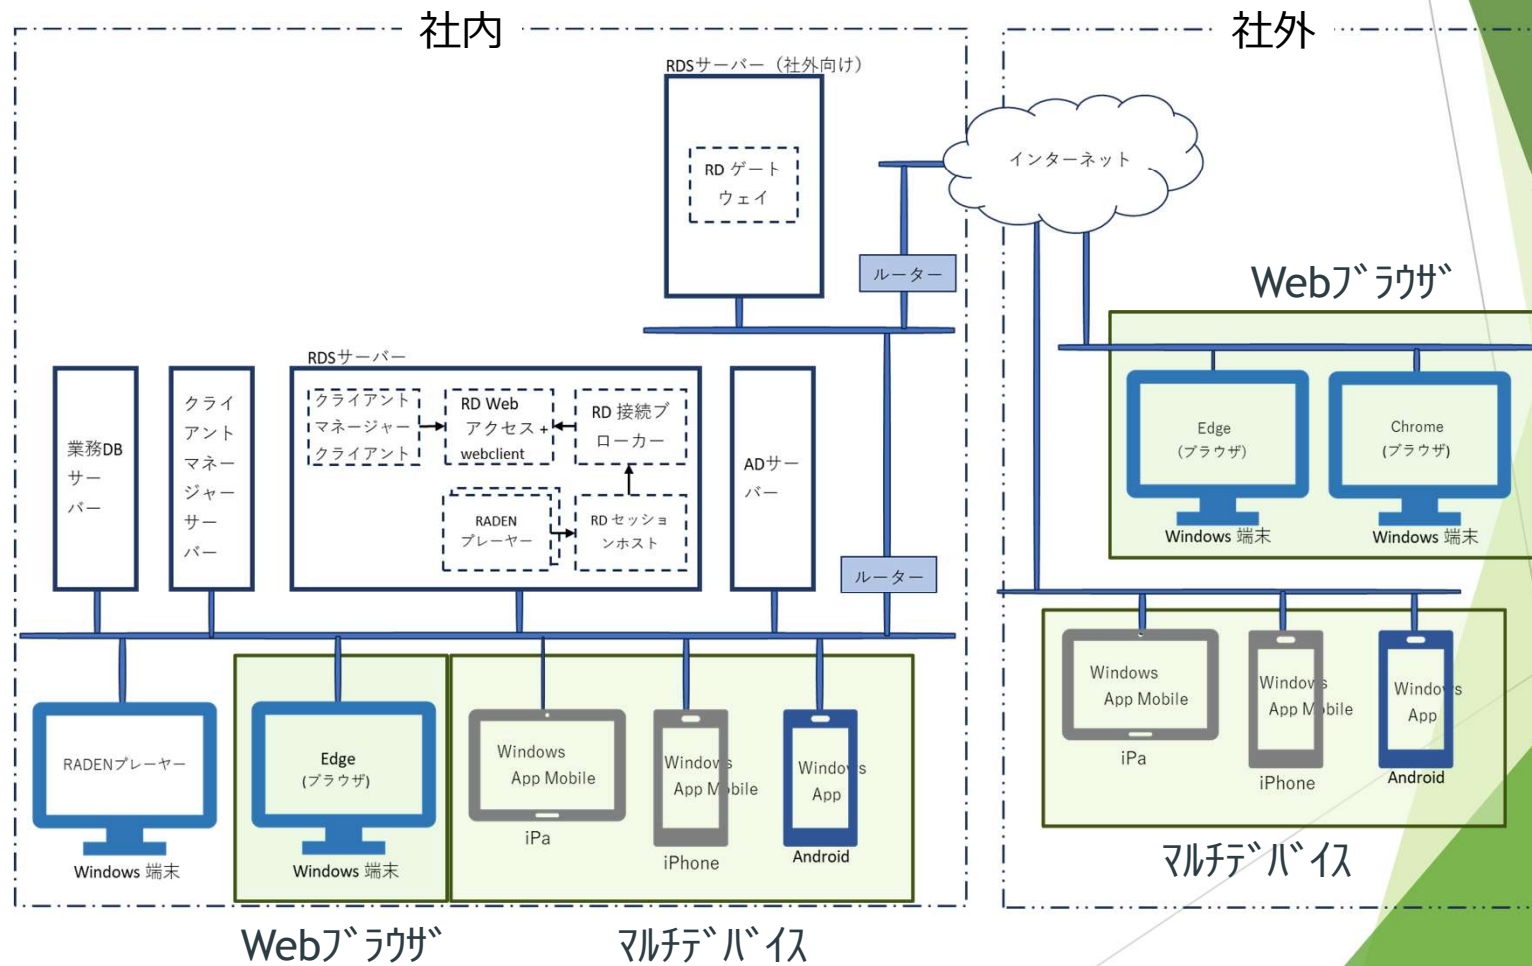 社内
社外
RDSサーバー（社外向け）
RD ゲート
ウェイ
インターネット
ルーター
Webﾌﾞﾗｳｻﾞ
RDSサーバー
業務DB
サー
バー
クライ
アント
マネー
ジャー
サー
バー
クライアント
マネージャー
クライアント
RD Web
アクセス +
webclient
RD 接続ブ
ローカー
RADEN
プレーヤー
RD セッショ
ンホスト
ADサー
バー
ルーター
Edge
(ブラウザ)
Windows 端末
Chrome
(ブラウザ)
Windows 端末
RADENプレーヤー
Windows 端末
Edge
(ブラウザ)
Windows 端末
Windows
App Mobile
iPa
Windows
App Mobile
iPhone
Windows
App
Android
Windows
App Mobile
iPa
Windows
App Mobile
iPhone
Windows
App
Android
ﾏﾙﾁﾃﾞﾊﾞｲｽ
Webﾌﾞﾗｳｻﾞ
ﾏﾙﾁﾃﾞﾊﾞｲｽ